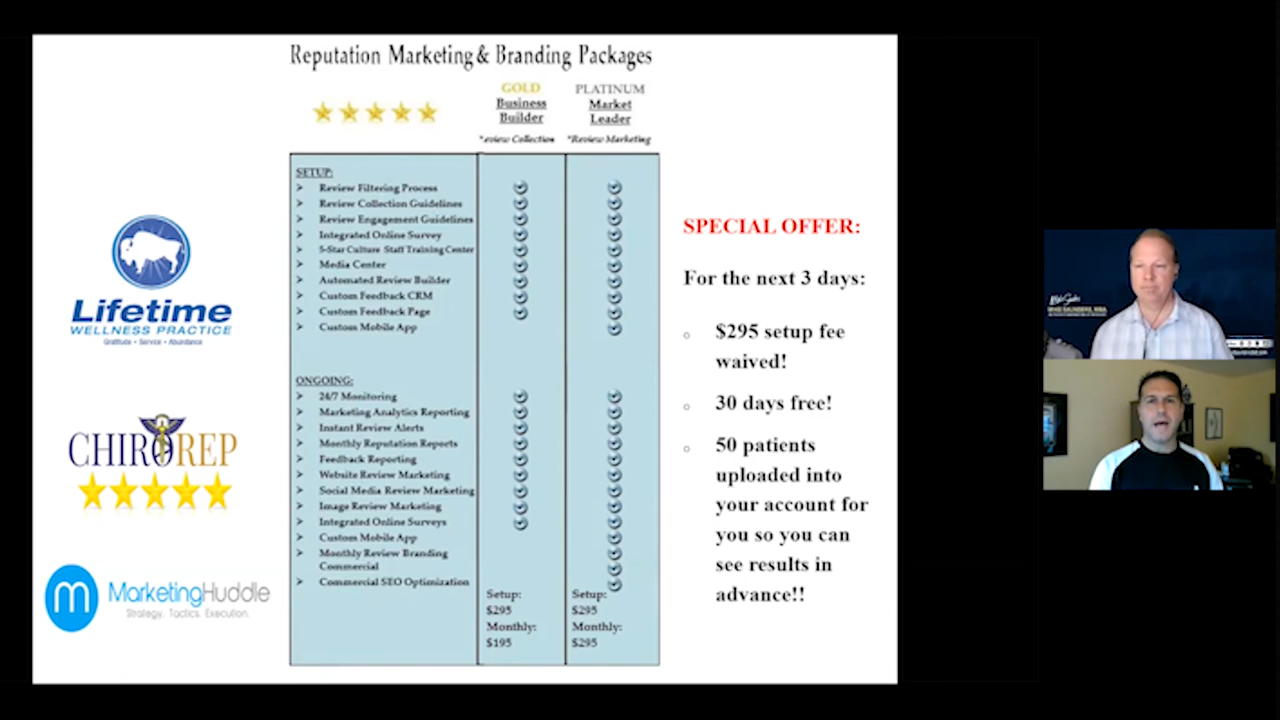 Reputation Marketing & Branding Packages
GOLD
Business
Builder
*.eview Collection
PLATINUM
Market
Leader
*Review Marketing
SETUP:
Review Filtering Process
Review Collection Guidelines
Review Engagement Guidelines
Integrated Online Survey
5-Star Culture Staff Training Center
Media Center
Automated Review Builder
Custom Feedback CRM
Custom Feedback Page
Custom Mobile App
ONGOING:
24/7 Monitoring
Marketing Analytics Reporting
Instant Review Alerts
Monthly Reputation Reports
Feedback Reporting
Website Review Marketing
Social Media Review Marketing
Image Review Marketing
Integrated Online Surveys
Custom Mobile App
Monthly Review Branding
Commercial
Commercial SEO Optimization
Setup:
$295
Monthly:
$195
Setup:
$295
Monthly:
$295
SPECIAL OFFER:
For the next 3 days:
$295 setup fee
waived!
30 days free!
50 patients
uploaded into
your account for
you so you can
see results in
advance!!
Lifetime
WELLNESS PRACTICE
Gratitude • Service • Abundance
CHIROREP
m MarketingHuddle
Strategy. Tactics. Execution.
MIKE SAUNDERS, MBA